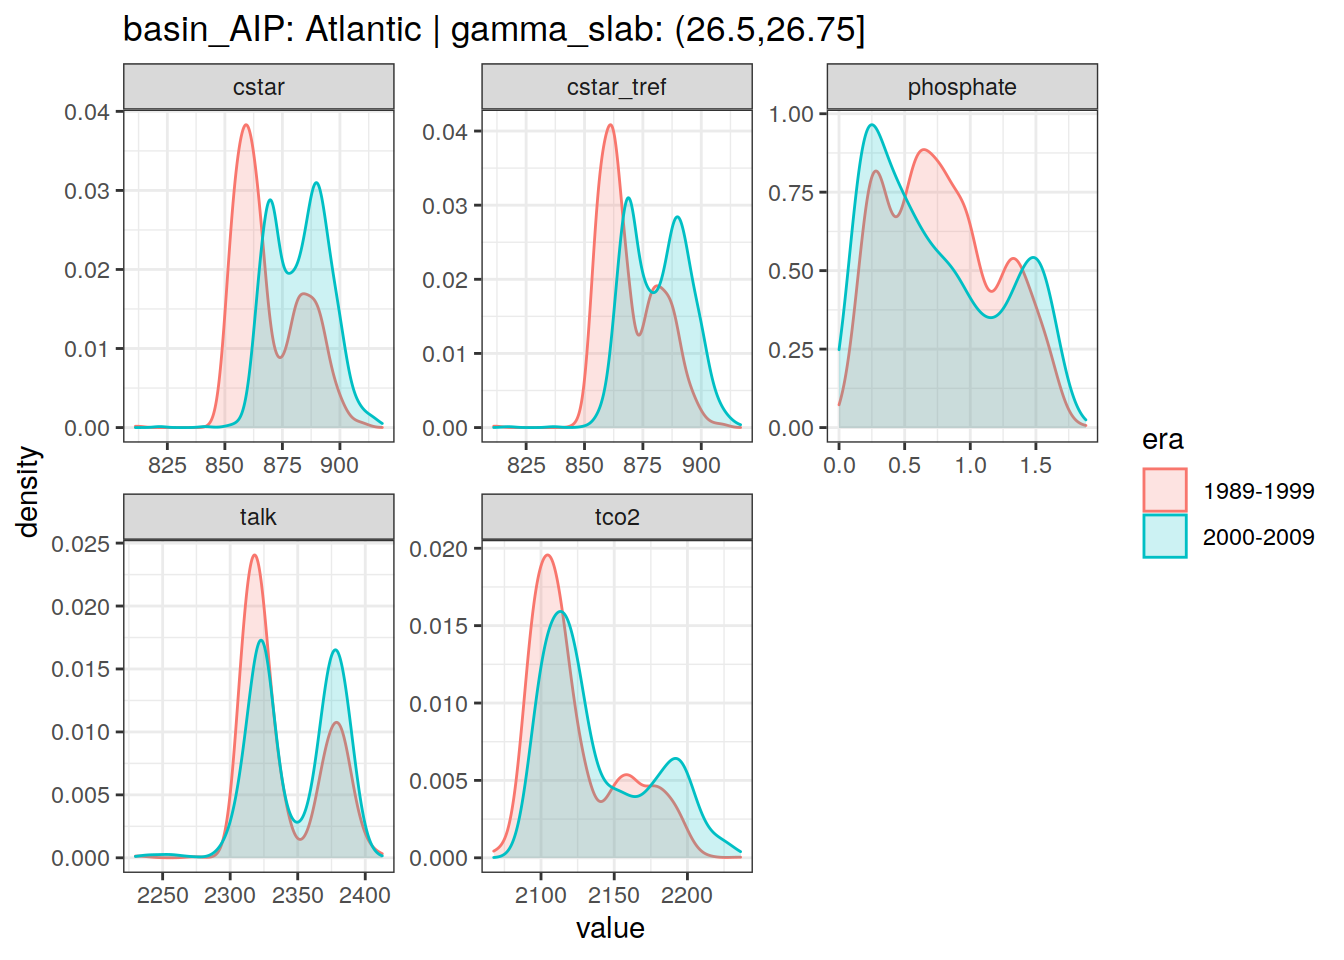 basin_AIP: Atlantic | gamma_slab: (26.5,26.75]
cstar
cstar_tref
phosphate
0.04
0.03
0.02
0.01
0.00
825 850 875 900
0.04
0.03
0.02
0.01
0.00
825 850 875 900
1.00
0.75
0.50
0.25
0.00
0.0 0.5 1.0 1.5
density
talk
tco2
0.025
0.020
0.015
0.010
0.005
0.000
2250 2300 2350 2400
0.020
0.015
0.010
0.005
0.000
2100 2150 2200
value
era
1989-1999
2000-2009